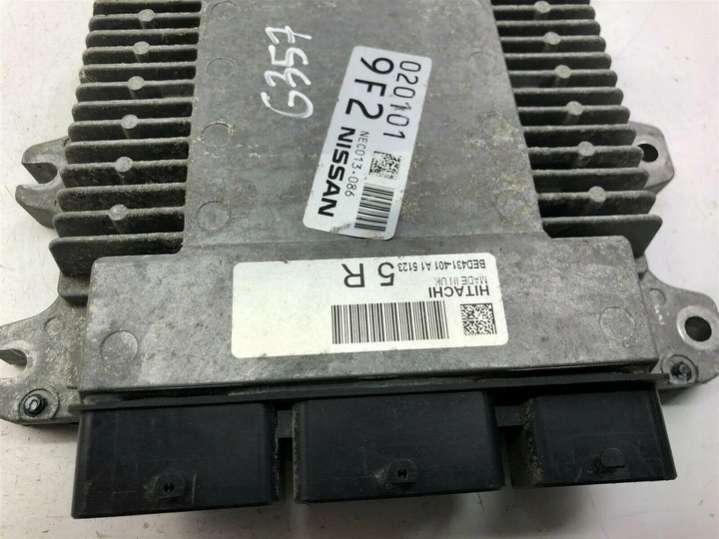 G357
020101
9F2
NEC013-086
NISSAN
HITACHI
MADE IN UK
5 R
BED431-401 A1 5123